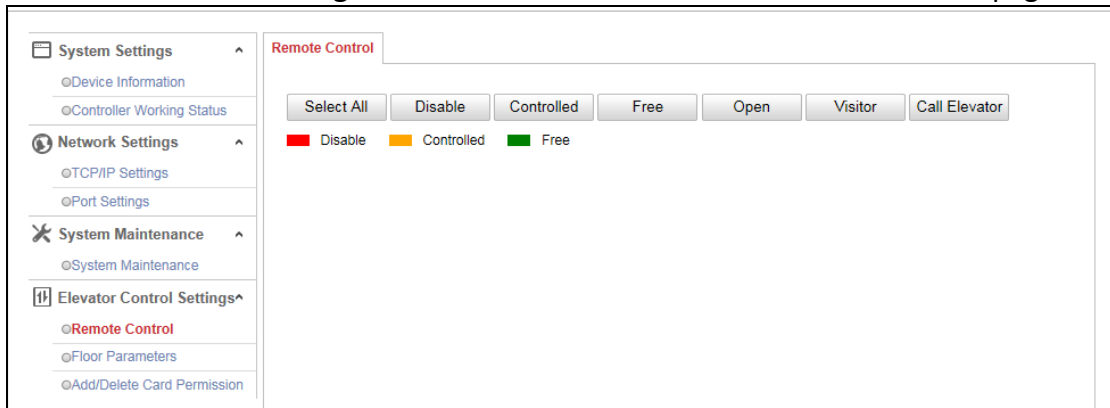 System Settings
Device Information
Controller Working Status
Network Settings
TCP/IP Settings
Port Settings
System Maintenance
System Maintenance
Elevator Control Settings
Remote Control
Floor Parameters
Add/Delete Card Permission
Remote Control
Select All Disable Controlled Free Open Visitor Call Elevator
Disable Controlled Free